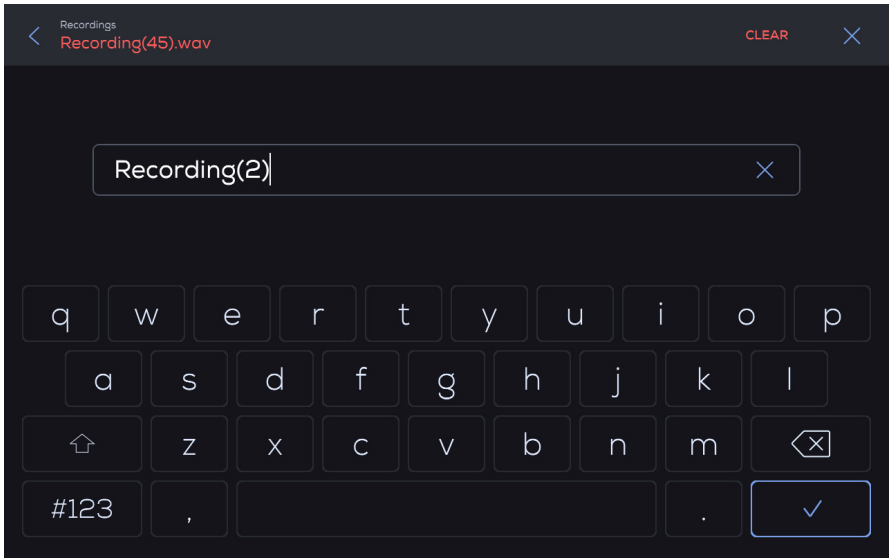 Recordings
Recording(45).wav
CLEAR
Recording(2)
q w e r t y u i o p
a s d f g h j k l
z x c v b n m
#123 , .